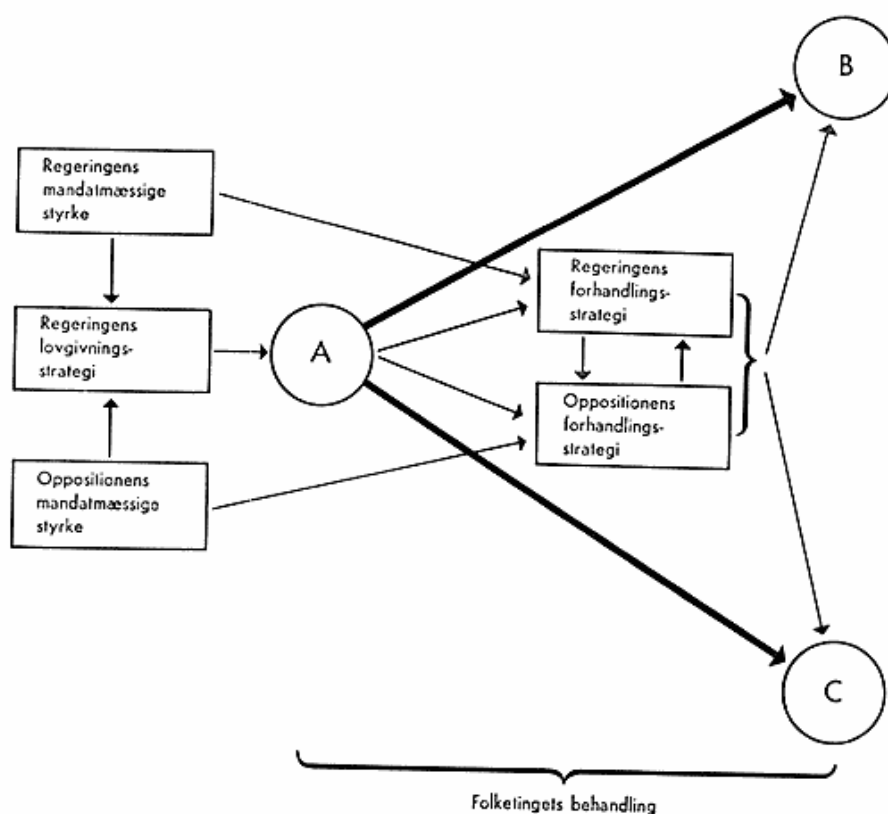 B
Regeringens
mandatmæssige
styrke
Regeringens
lovgivnings-
strategi
A
Regeringens
forhandlings-
strategi
Oppositionens
forhandlings-
strategi
Oppositionens
mandatmæssige
styrke
C
Folketingets behandling